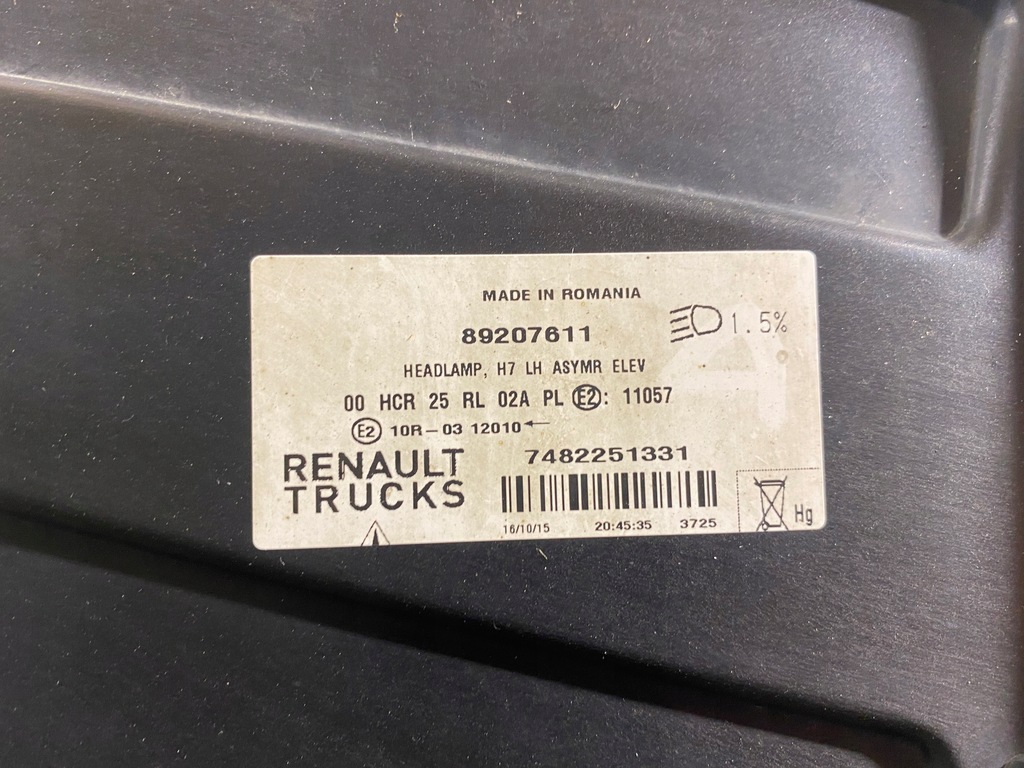 MADE IN ROMANIA
89207611
1.5%
HEADLAMP, H7 LH ASYMR ELEV
00 HCR 25 RL 02A PL E2: 11057
E2 10R-03 12010
RENAULT
TRUCKS
7482251331
16/10/15 20:45:35 3725
Hg